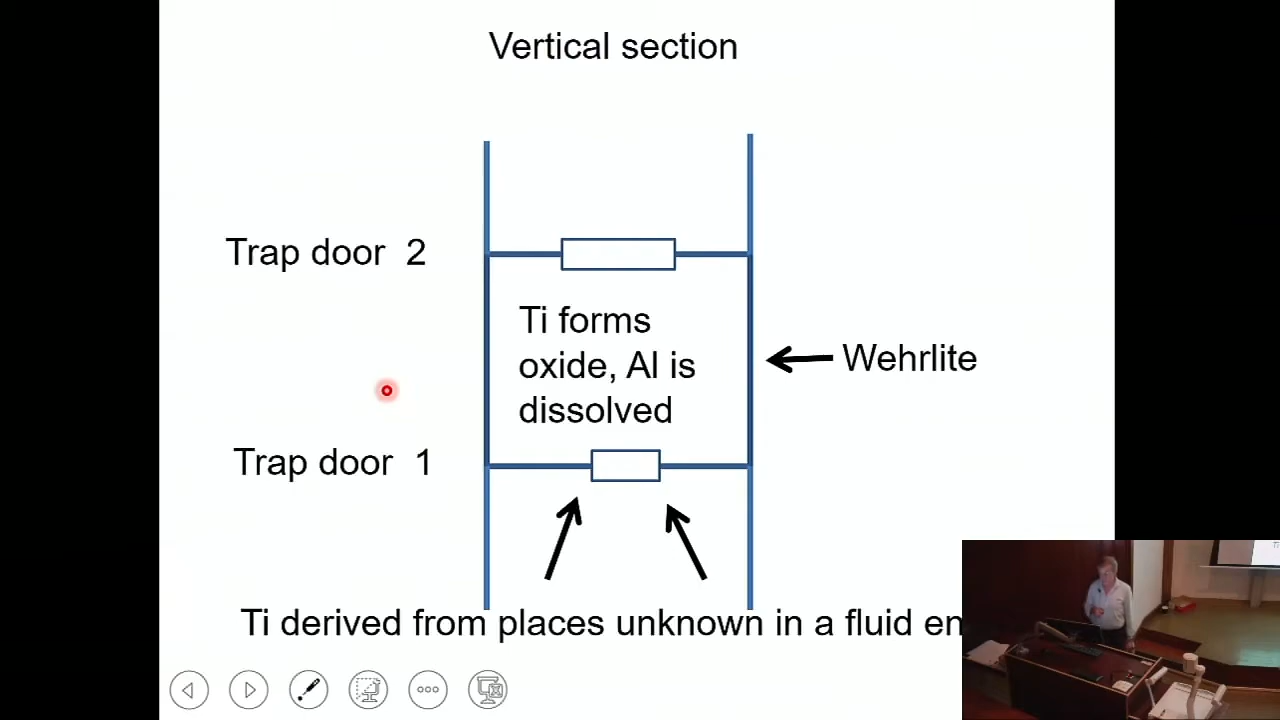 Vertical section
Trap door 2
Ti forms
oxide, Al is
dissolved
Wehrlite
Trap door 1
Ti derived from places unknown in a fluid en